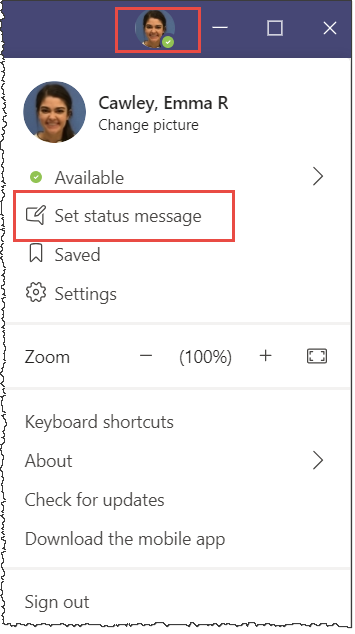 Cawley, Emma R
Change picture
Available
Set status message
Saved
Settings
Zoom − (100%) +
Keyboard shortcuts
About
Check for updates
Download the mobile app
Sign out